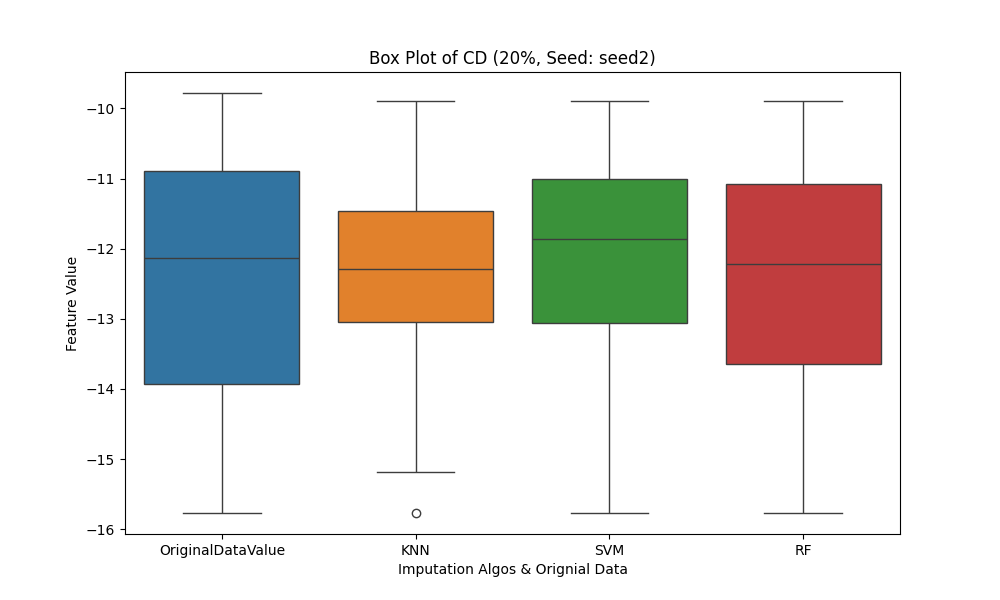 Box Plot of CD (20%, Seed: seed2)
Feature Value
−10
−11
−12
−13
−14
−15
−16
OriginalDataValue
KNN
SVM
RF
Imputation Algos & Orignial Data